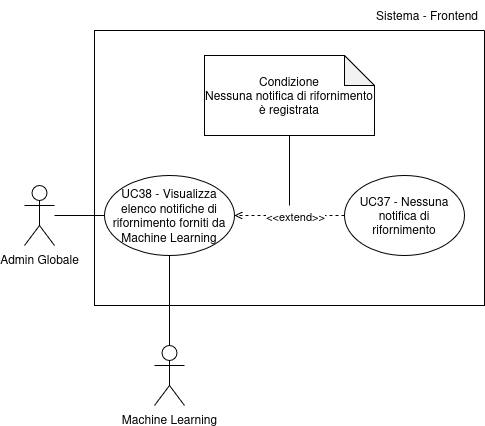 Sistema - Frontend
Condizione
Nessuna notifica di rifornimento
è registrata
UC38 - Visualizza
elenco notifiche di
rifornimento forniti da
Machine Learning
<<extend>>
UC37 - Nessuna
notifica di
rifornimento
Admin Globale
Machine Learning